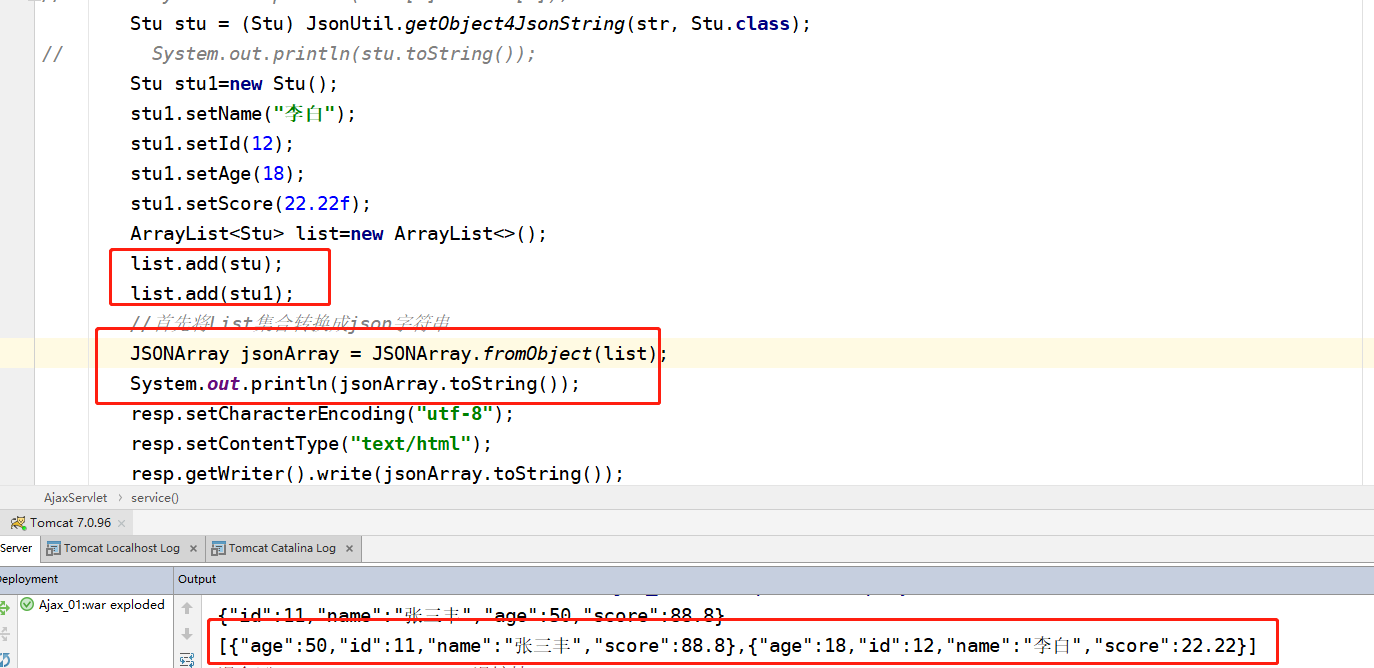 Stu stu = (Stu) JsonUtil.getObject4JsonString(str, Stu.class);
// System.out.println(stu.toString());
Stu stu1=new Stu();
stu1.setName("李白");
stu1.setId(12);
stu1.setAge(18);
stu1.setScore(22.22f);
ArrayList<Stu> list=new ArrayList<>();
list.add(stu);
list.add(stu1);
//首先将List集合转换成json字符串
JSONArray jsonArray = JSONArray.fromObject(list);
System.out.println(jsonArray.toString());
resp.setCharacterEncoding("utf-8");
resp.setContentType("text/html");
resp.getWriter().write(jsonArray.toString());
AjaxServlet › service()
Tomcat 7.0.96 ×
Server Tomcat Localhost Log × Tomcat Catalina Log ×
Deployment Output
Ajax_01:war exploded
{"id":11,"name":"张三丰","age":50,"score":88.8}
[{"age":50,"id":11,"name":"张三丰","score":88.8},{"age":18,"id":12,"name":"李白","score":22.22}]